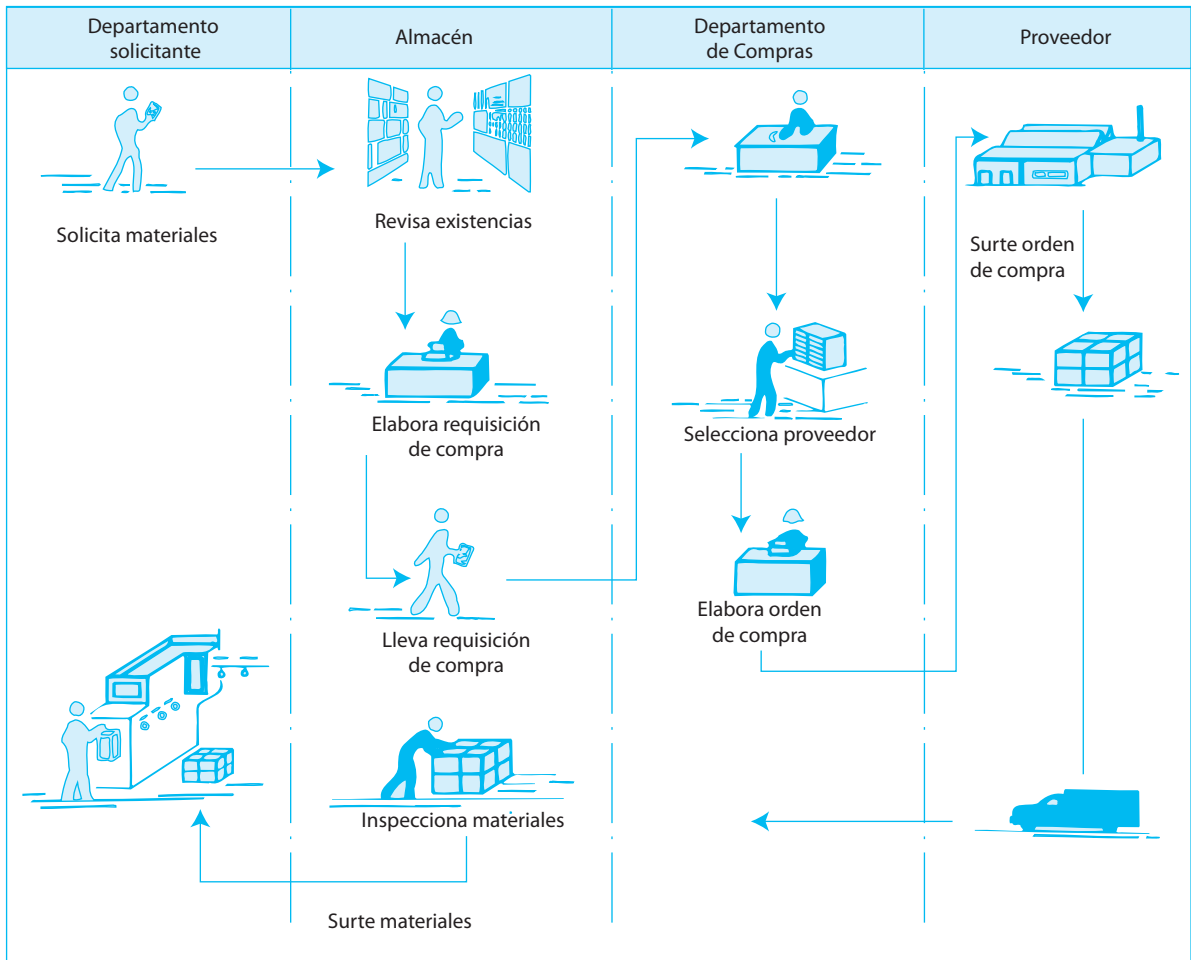 Departamento
solicitante
Almacén
Departamento
de Compras
Proveedor
Solicita materiales
Revisa existencias
Surte orden
de compra
Elabora requisición
de compra
Selecciona proveedor
Elabora orden
de compra
Lleva requisición
de compra
Inspecciona materiales
Surte materiales